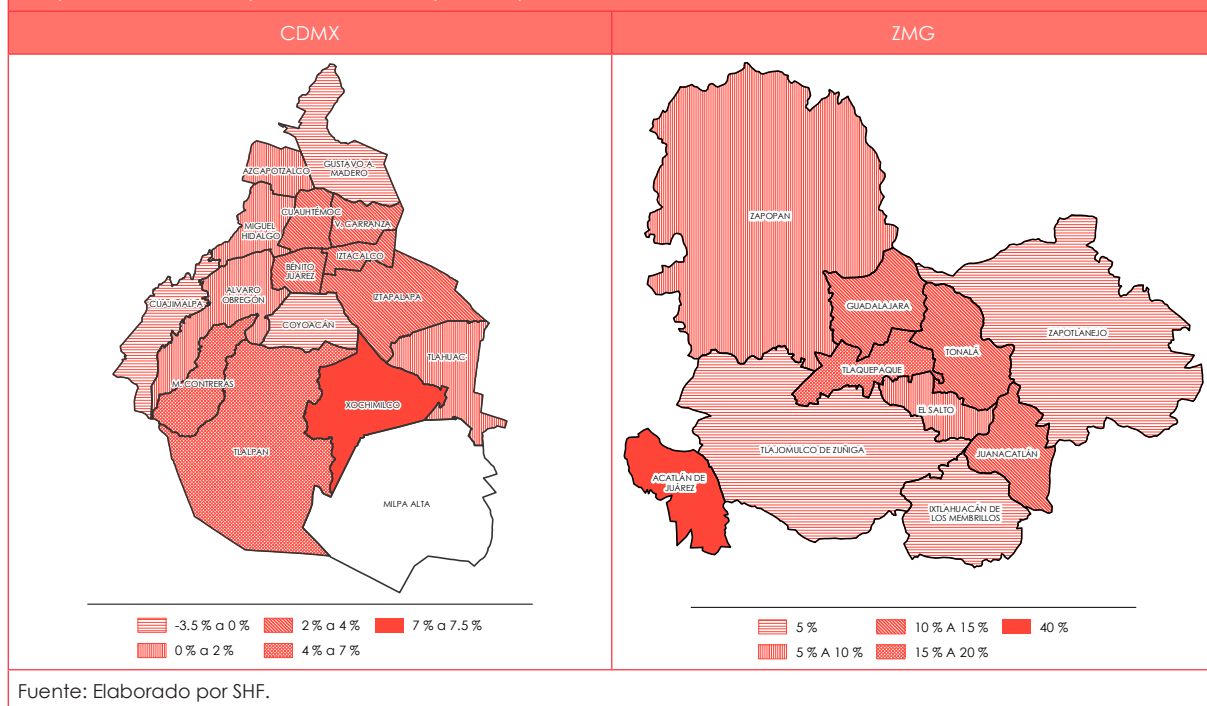 CDMX
ZMG
GUSTAVO A.
MADERO
AZCAPOTZALCO
CUAUHTÉMOC
V. CARRANZA
MIGUEL
HIDALGO
IZTACALCO
BENITO
JUÁREZ
IZTAPALAPA
ALVARO
OBREGÓN
CUAJIMALPA
COYOACÁN
TLAHUAC
M. CONTRERAS
XOCHIMILCO
TLALPAN
MILPA ALTA
-3.5 % a 0 %
2 % a 4 %
7 % a 7.5 %
0 % a 2 %
4 % a 7 %
ZAPOPAN
GUADALAJARA
ZAPOTLANEJO
TONALÁ
TLAQUEPAQUE
EL SALTO
TLAJOMULCO DE ZUÑIGA
JUANACATLÁN
ACATLÁN DE
JUÁREZ
IXTLAHUACÁN DE
LOS MEMBRILLOS
5 %
10 % A 15 %
40 %
5 % A 10 %
15 % A 20 %
Fuente: Elaborado por SHF.